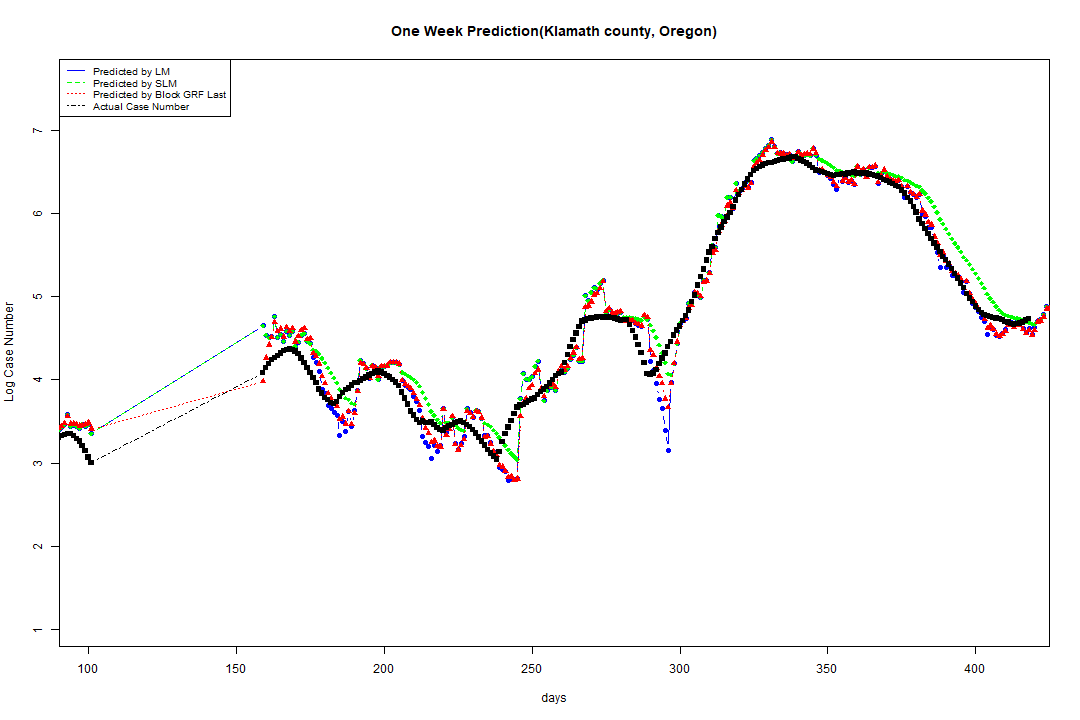 One Week Prediction(Klamath county, Oregon)
Predicted by LM
Predicted by SLM
Predicted by Block GRF Last
Actual Case Number
7
6
5
4
3
2
1
Log Case Number
100 150 200 250 300 350 400
days